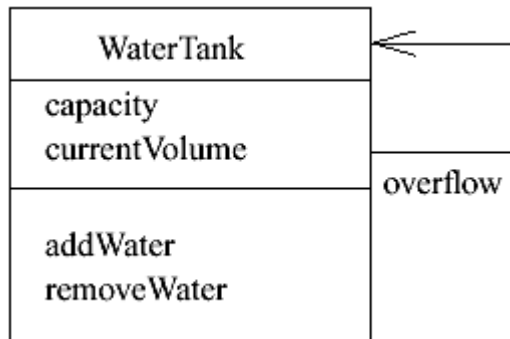 WaterTank
capacity
currentVolume
overflow
addWater
removeWater